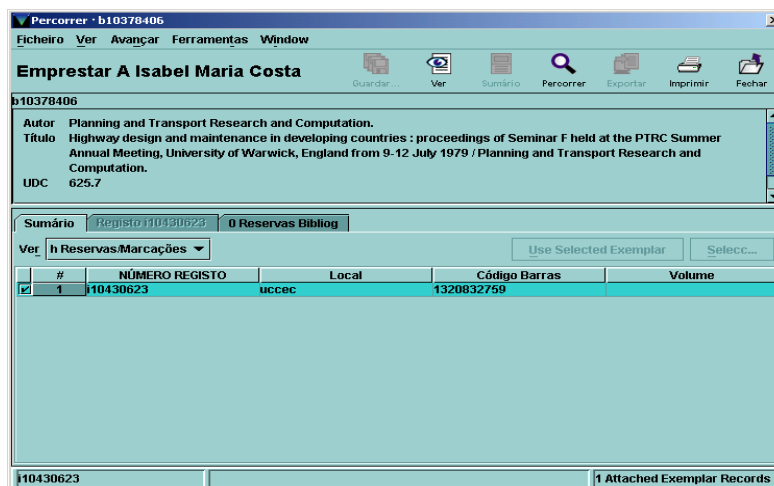 Percorrer · b10378406
Ficheiro Ver Avançar Ferramentas Window
Emprestar A Isabel Maria Costa
Guardar... Ver Sumário Percorrer Exportar Imprimir Fechar
b10378406
Autor Planning and Transport Research and Computation.
Título Highway design and maintenance in developing countries : proceedings of Seminar F held at the PTRC Summer
Annual Meeting, University of Warwick, England from 9-12 July 1979 / Planning and Transport Research and
Computation.
UDC 625.7
Sumário Registo i10430623 0 Reservas Bibliog
Ver h Reservas/Marcações Use Selected Exemplar Selecc...
# NÚMERO REGISTO Local Código Barras Volume
1 i10430623 uccec 1320832759
i10430623 1 Attached Exemplar Records